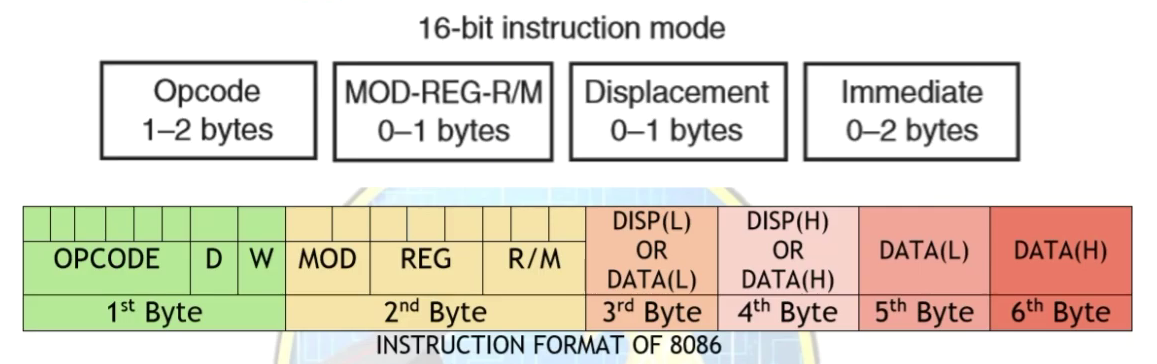 16-bit instruction mode
Opcode
1–2 bytes
MOD-REG-R/M
0–1 bytes
Displacement
0–1 bytes
Immediate
0–2 bytes
OPCODE
D
W
MOD
REG
R/M
DISP(L)
OR
DATA(L)
DISP(H)
OR
DATA(H)
DATA(L)
DATA(H)
1st Byte
2nd Byte
3rd Byte
4th Byte
5th Byte
6th Byte
INSTRUCTION FORMAT OF 8086